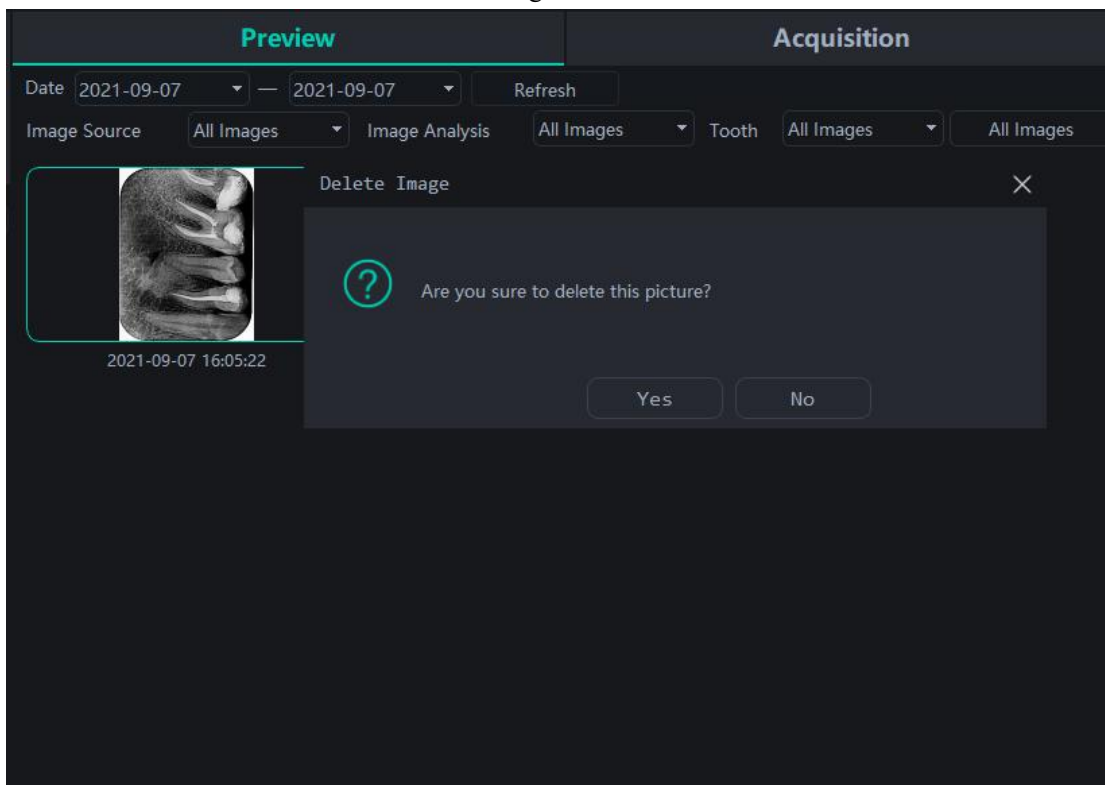 Preview Acquisition
Date 2021-09-07 — 2021-09-07 Refresh
Image Source All Images Image Analysis All Images Tooth All Images All Images
Delete Image
Are you sure to delete this picture?
2021-09-07 16:05:22
Yes No